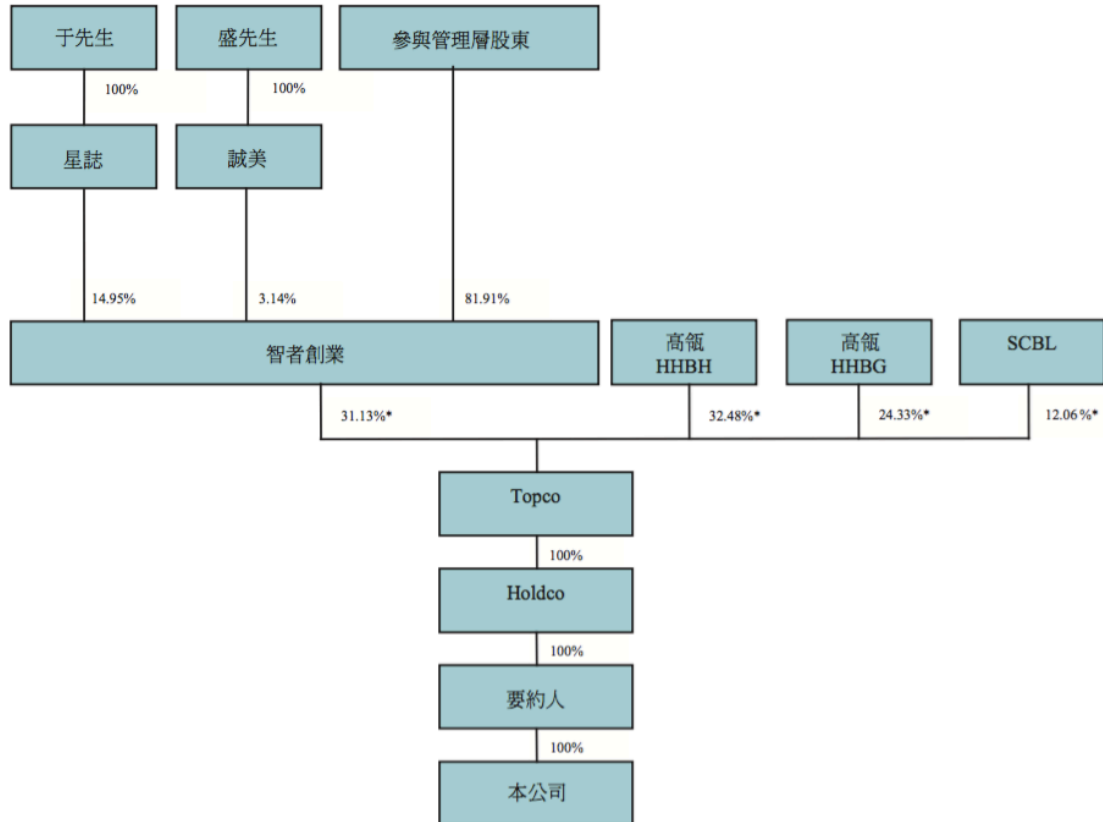 于先生
盛先生
參與管理層股東
100%
100%
星誌
誠美
14.95%
3.14%
81.91%
智者創業
高瓴
HHBH
高瓴
HHBG
SCBL
31.13%*
32.48%*
24.33%*
12.06%*
Topco
100%
Holdco
100%
要約人
100%
本公司